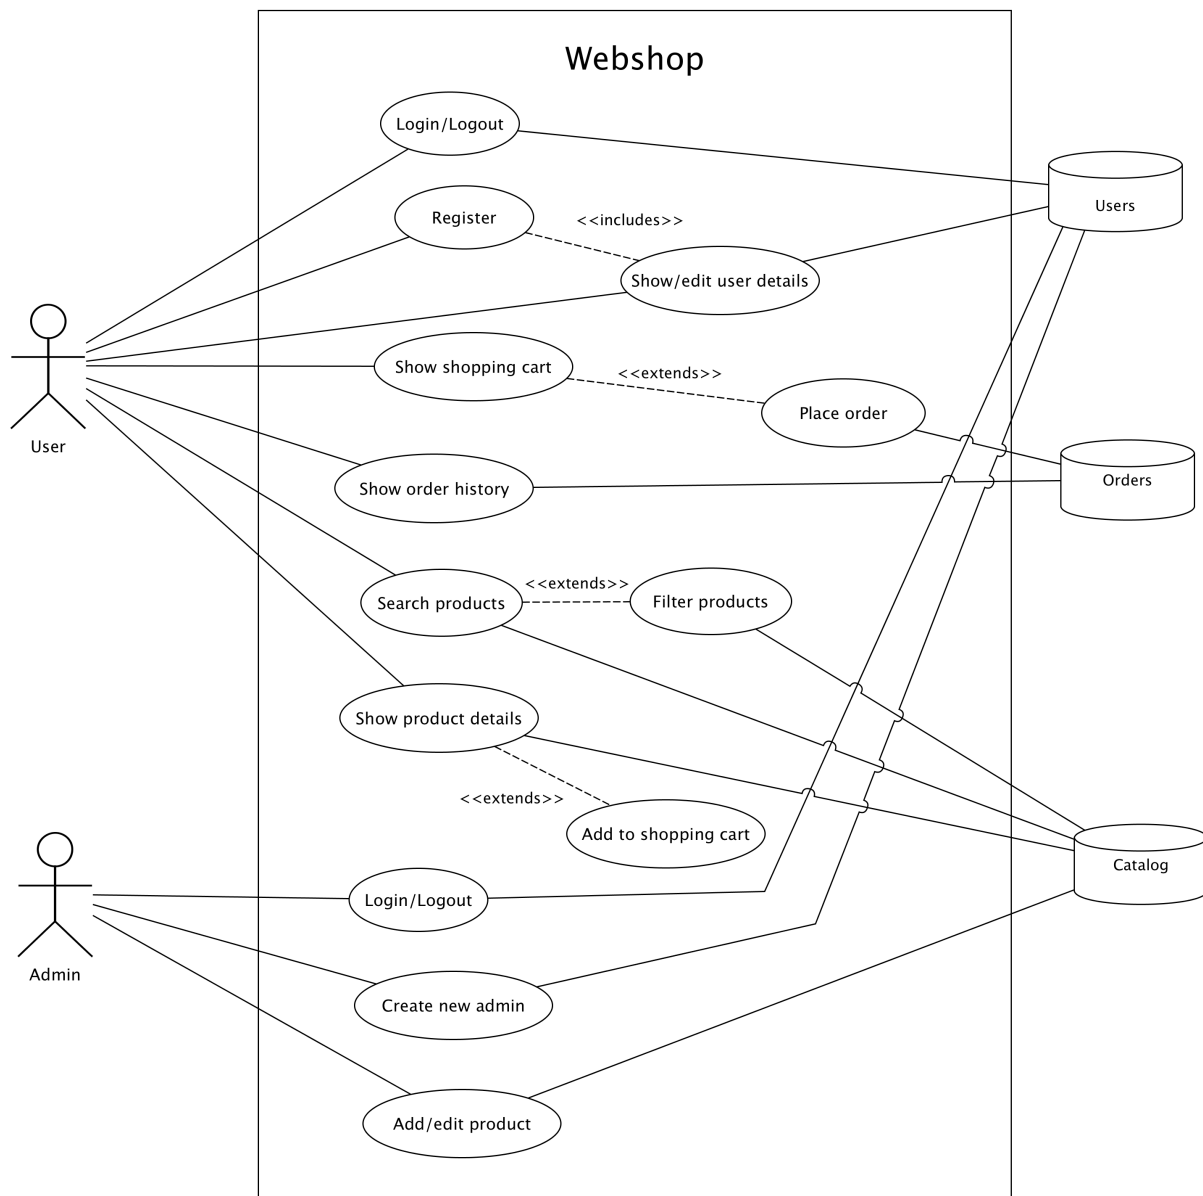 Webshop
Login/Logout
Users
Register
<<includes>>
Show/edit user details
Show shopping cart
<<extends>>
Place order
User
Show order history
Orders
Search products
<<extends>>
Filter products
Show product details
<<extends>>
Add to shopping cart
Catalog
Login/Logout
Admin
Create new admin
Add/edit product